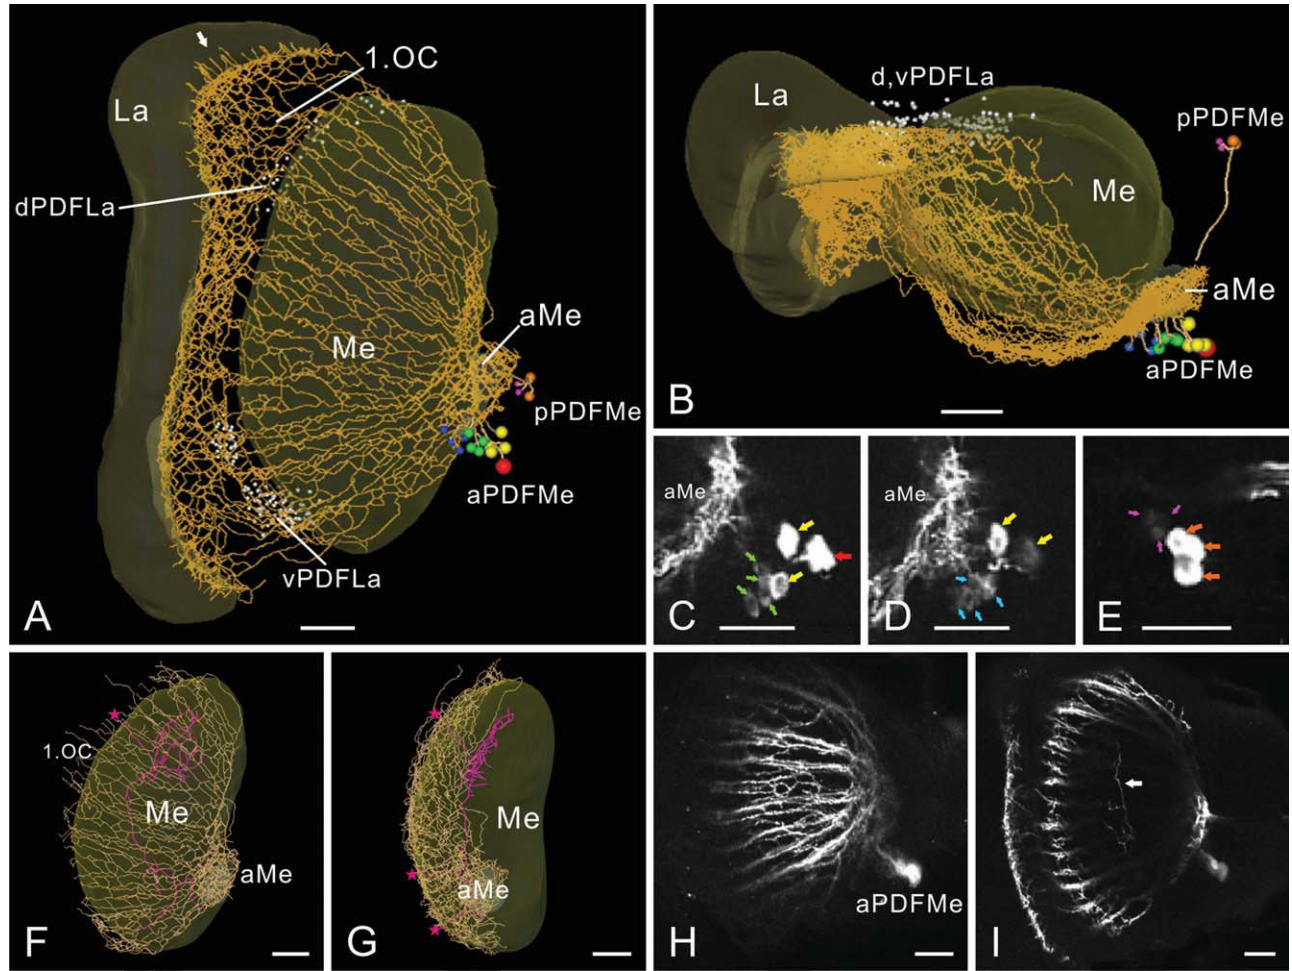 La
1.OC
dPDFLa
Me
aMe
pPDFMe
aPDFMe
vPDFLa
A
La
d,vPDFLa
pPDFMe
Me
aMe
aPDFMe
B
aMe
C
aMe
D
E
1.OC
Me
aMe
F
Me
aMe
G
aPDFMe
H
I